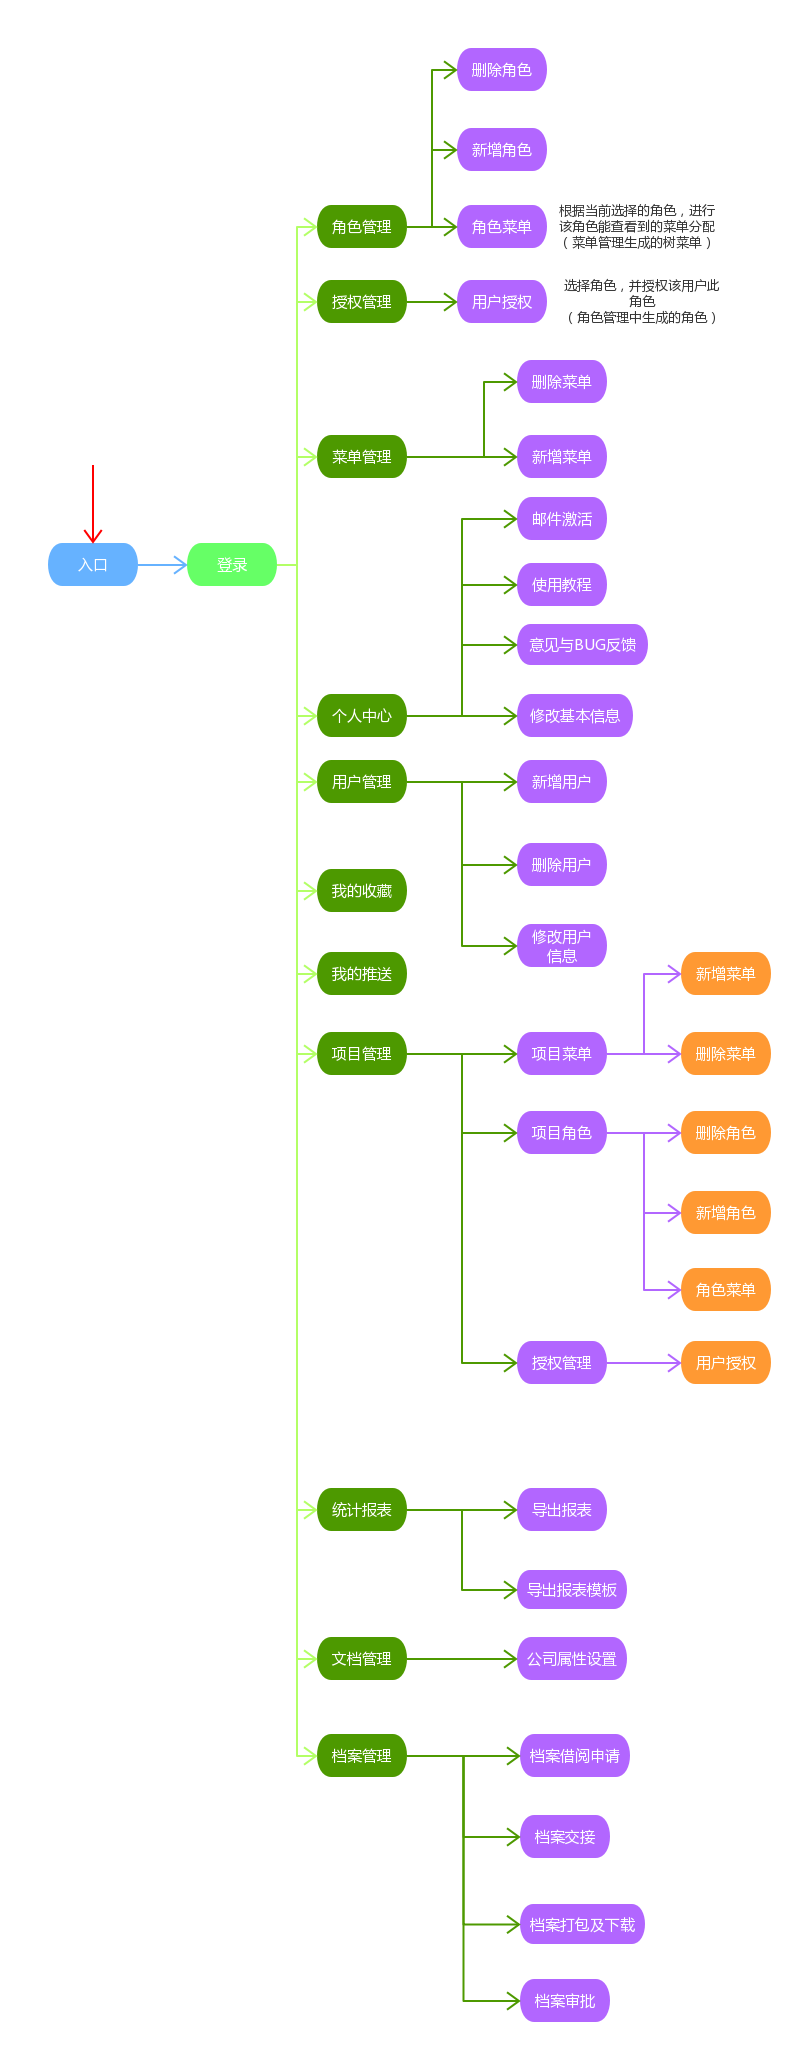 删除角色
新增角色
角色管理
角色菜单
根据当前选择的角色，进行
该角色能查看到的菜单分配
（菜单管理生成的树菜单）
授权管理
用户授权
选择角色，并授权该用户此
角色
（角色管理中生成的角色）
删除菜单
菜单管理
新增菜单
邮件激活
入口
登录
使用教程
意见与BUG反馈
个人中心
修改基本信息
用户管理
新增用户
删除用户
我的收藏
修改用户
信息
我的推送
新增菜单
项目管理
项目菜单
删除菜单
项目角色
删除角色
新增角色
角色菜单
授权管理
用户授权
统计报表
导出报表
导出报表模板
文档管理
公司属性设置
档案管理
档案借阅申请
档案交接
档案打包及下载
档案审批